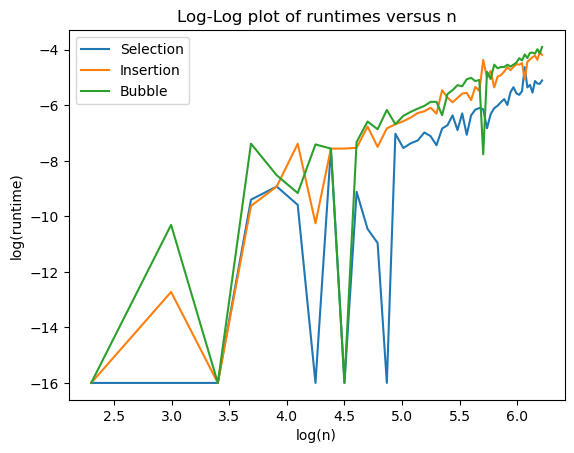 Log-Log plot of runtimes versus n
Selection
Insertion
Bubble
log(runtime)
−4
−6
−8
−10
−12
−14
−16
2.5 3.0 3.5 4.0 4.5 5.0 5.5 6.0
log(n)